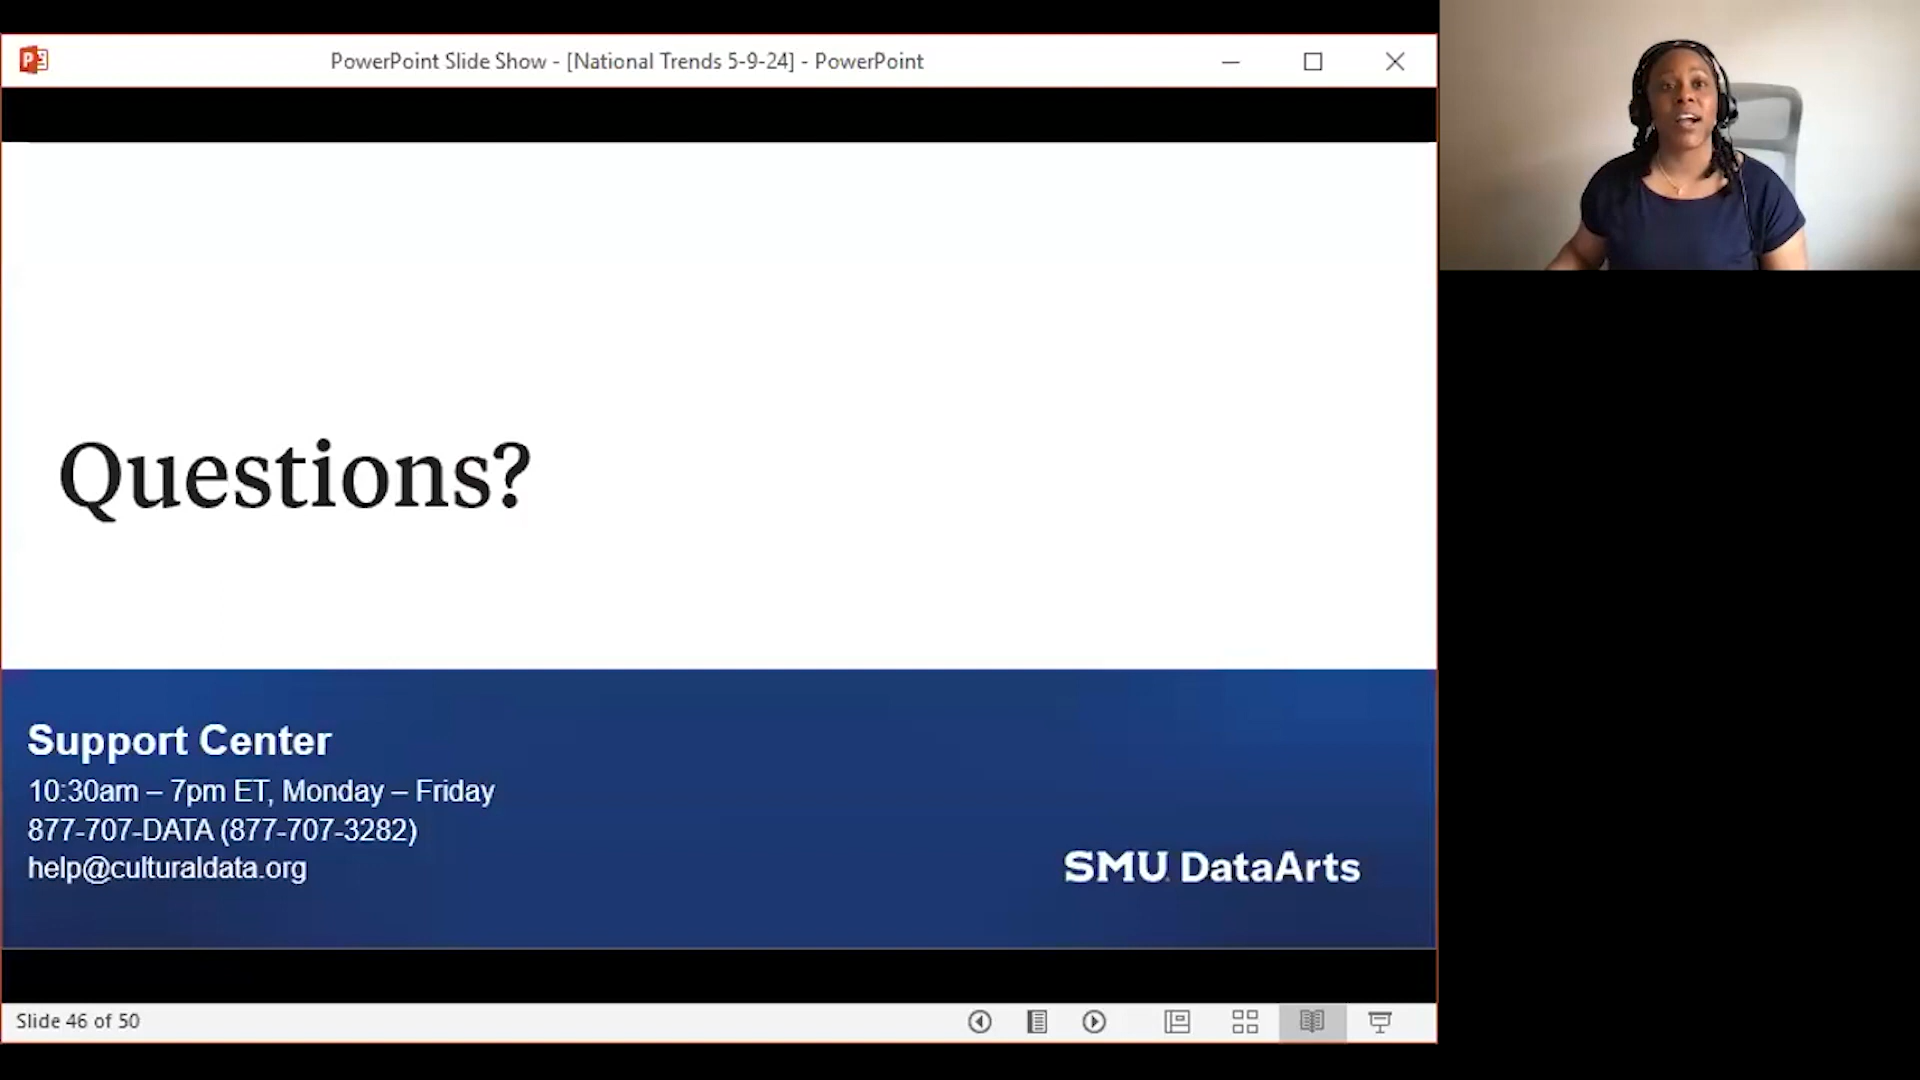 PowerPoint Slide Show - [National Trends 5-9-24] - PowerPoint
Questions?
Support Center
10:30am – 7pm ET, Monday – Friday
877-707-DATA (877-707-3282)
help@culturaldata.org
SMU DataArts
Slide 46 of 50